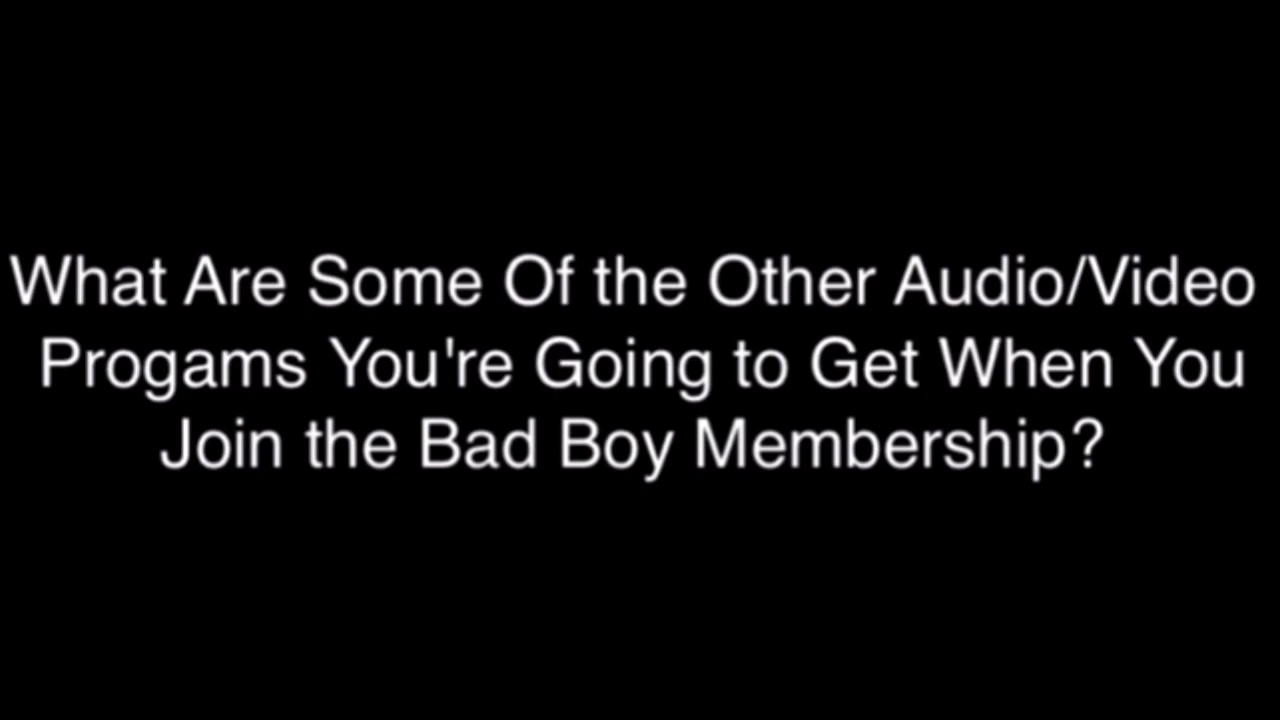 What Are Some Of the Other Audio/Video
Progams You're Going to Get When You
Join the Bad Boy Membership?